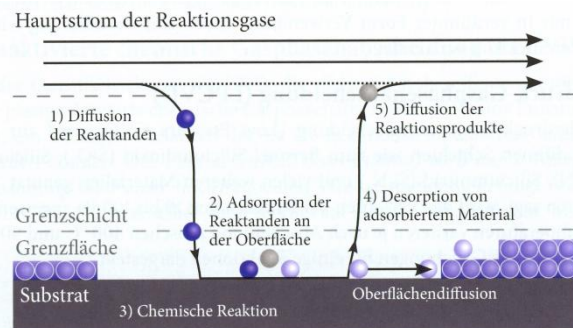 Hauptstrom der Reaktionsgase
1) Diffusion
der Reaktanden
5) Diffusion der
Reaktionsprodukte
2) Adsorption der
Reaktanden an
der Oberfläche
4) Desorption von
adsorbiertem Material
Grenzschicht
Grenzfläche
Substrat
Oberflächendiffusion
3) Chemische Reaktion